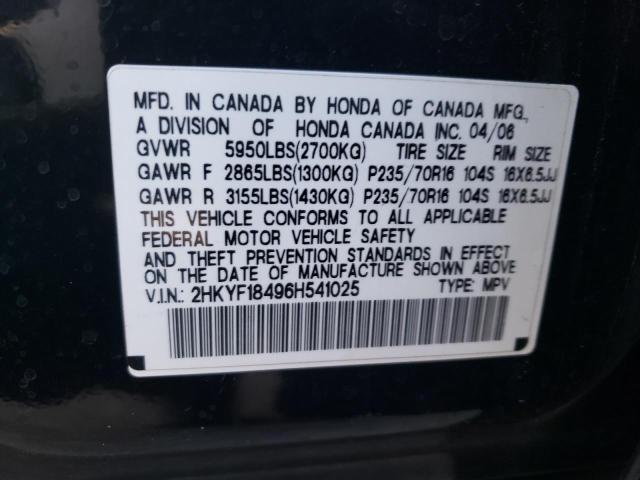 MFD. IN CANADA BY HONDA OF CANADA MFG.,
A DIVISION OF HONDA CANADA INC. 04/06
GVWR 5950LBS(2700KG) TIRE SIZE RIM SIZE
GAWR F 2865LBS(1300KG) P235/70R16 104S 16X6.5JJ
GAWR R 3155LBS(1430KG) P235/70R16 104S 16X6.5JJ
THIS VEHICLE CONFORMS TO ALL APPLICABLE
FEDERAL MOTOR VEHICLE SAFETY
AND THEFT PREVENTION STANDARDS IN EFFECT
ON THE DATE OF MANUFACTURE SHOWN ABOVE
V.I.N.: 2HKYF18496H541025 TYPE: MPV